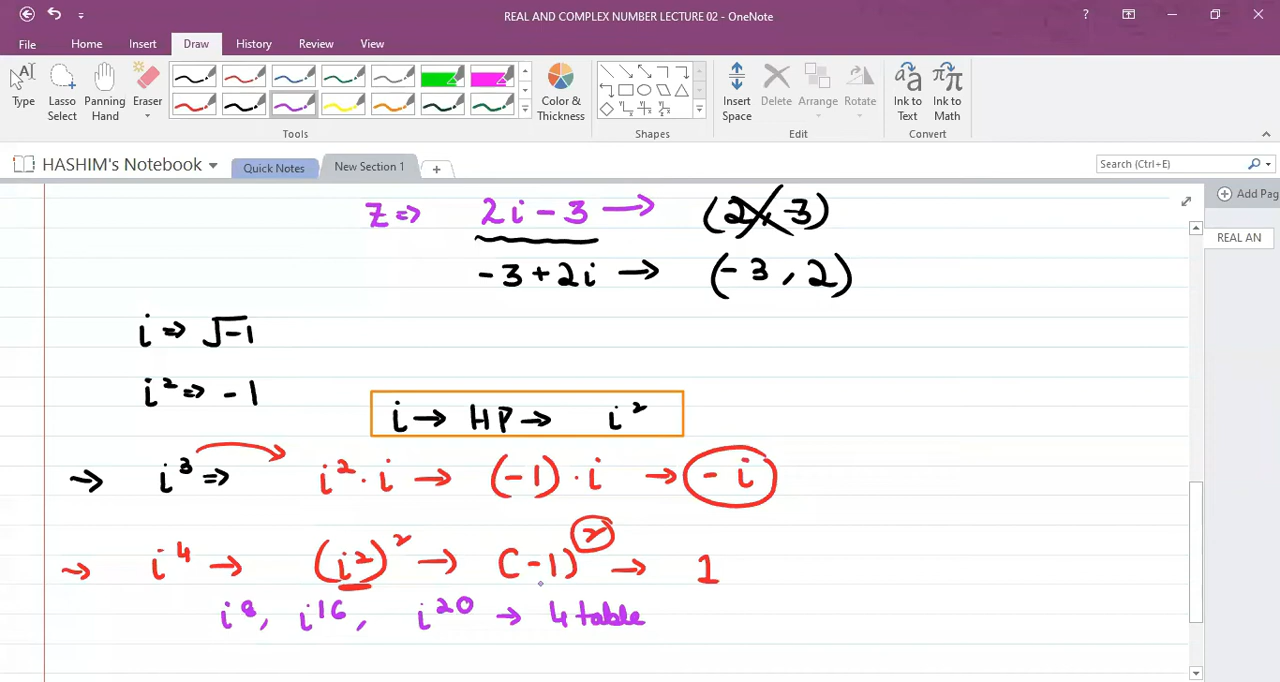 REAL AND COMPLEX NUMBER LECTURE 02 - OneNote
File Home Insert Draw History Review View
Type Lasso Select Panning Hand Eraser Color & Thickness Insert Space Delete Arrange Rotate Ink to Text Ink to Math
Tools Shapes Edit Convert
HASHIM's Notebook Quick Notes New Section 1 Search (Ctrl+E)
Add Pag
REAL AN
z ⇒ 2i - 3 → (2, -3)
-3 + 2i → (-3, 2)
i ⇒ √-1
i² ⇒ -1
i → HP → i²
→ i³ ⇒ i² · i → (-1) · i → -i
→ i⁴ → (i²)² → (-1)² → 1
i⁸, i¹⁶, i²⁰ → 4 table